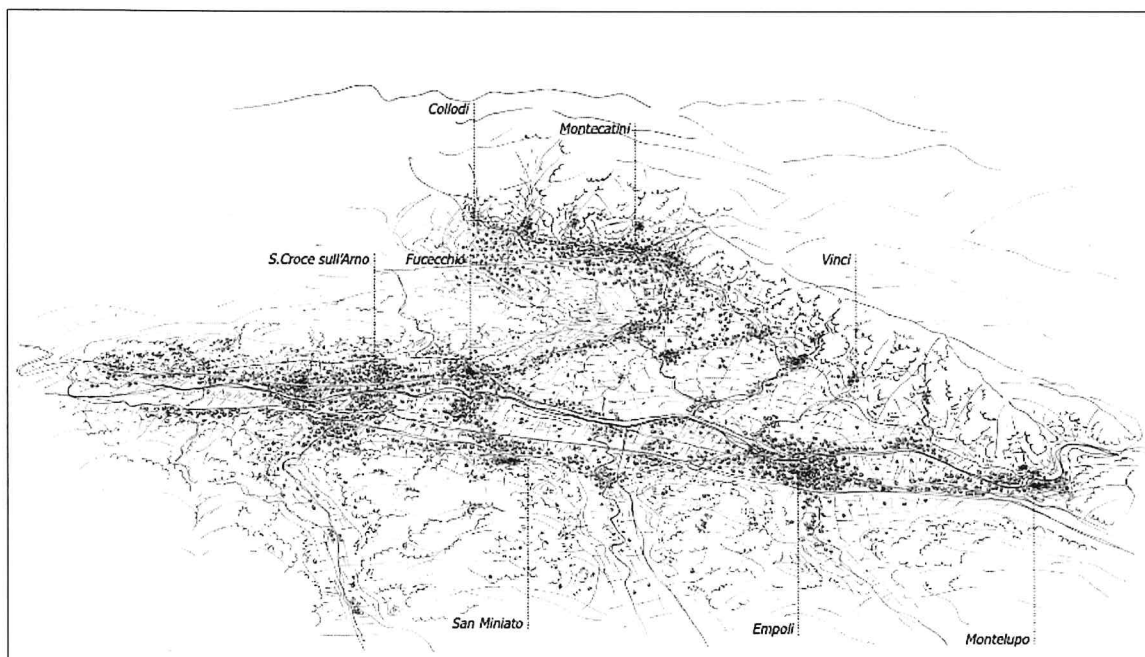 Collodi
Montecatini
S.Croce sull'Arno
Fucecchio
Vinci
San Miniato
Empoli
Montelupo